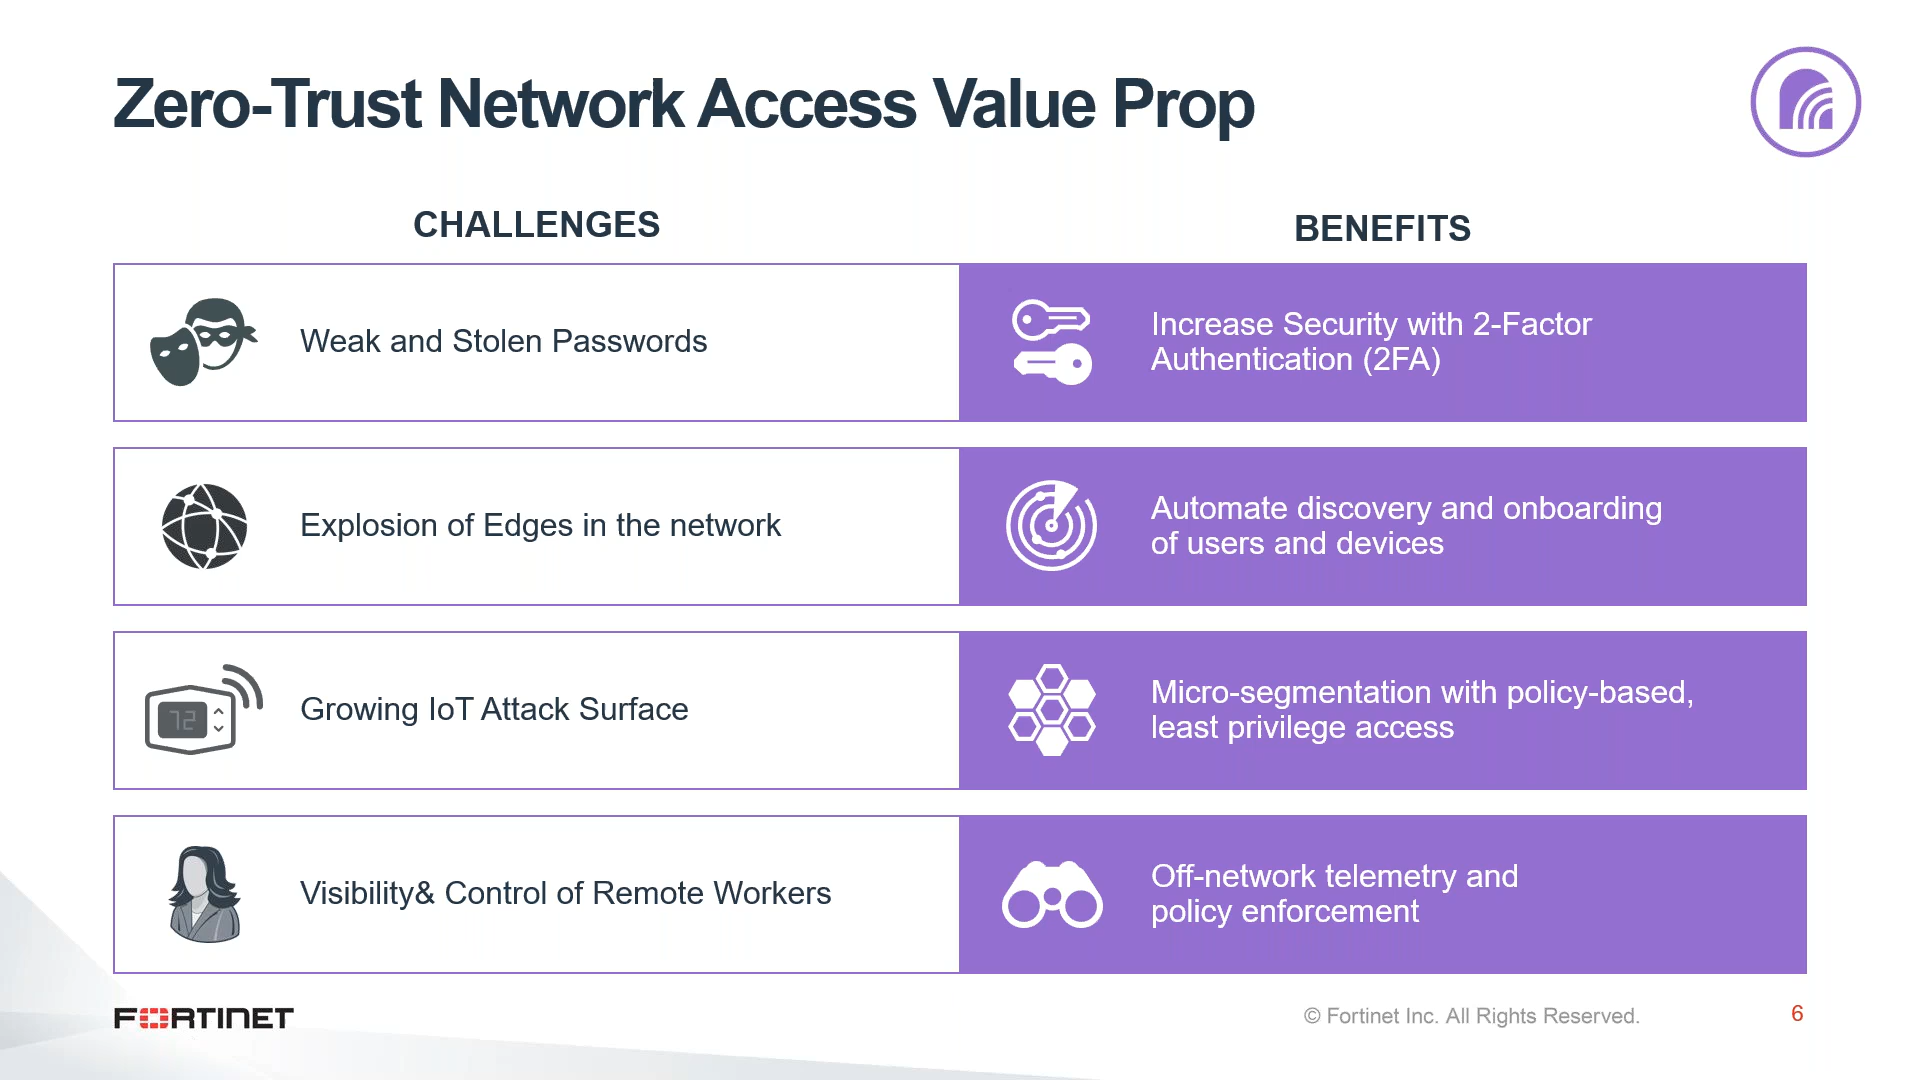 Zero-Trust Network Access Value Prop
CHALLENGES
BENEFITS
Weak and Stolen Passwords
Increase Security with 2-Factor
Authentication (2FA)
Explosion of Edges in the network
Automate discovery and onboarding
of users and devices
72
Growing IoT Attack Surface
Micro-segmentation with policy-based,
least privilege access
Visibility& Control of Remote Workers
Off-network telemetry and
policy enforcement
FORTINET
© Fortinet Inc. All Rights Reserved.
6